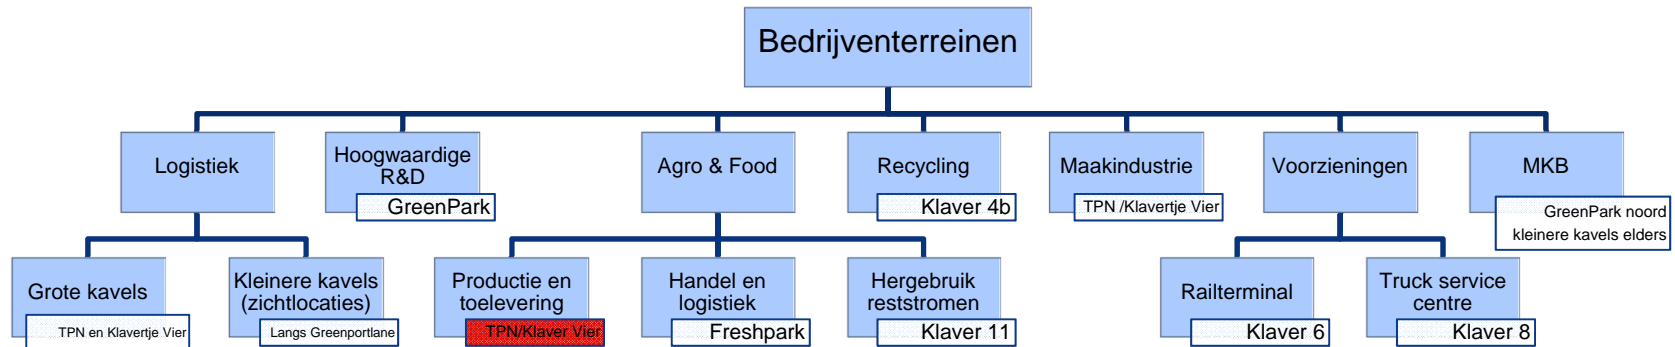 Bedrijventerreinen
Logistiek
Hoogwaardige
R&D
GreenPark
Agro & Food
Recycling
Klaver 4b
Maakindustrie
TPN /Klavertje Vier
Voorzieningen
MKB
GreenPark noord
kleinere kavels elders
Grote kavels
TPN en Klavertje Vier
Kleinere kavels
(zichtlocaties)
Langs Greenportlane
Productie en
toelevering
TPN/Klaver Vier
Handel en
logistiek
Freshpark
Hergebruik
reststromen
Klaver 11
Railterminal
Klaver 6
Truck service
centre
Klaver 8